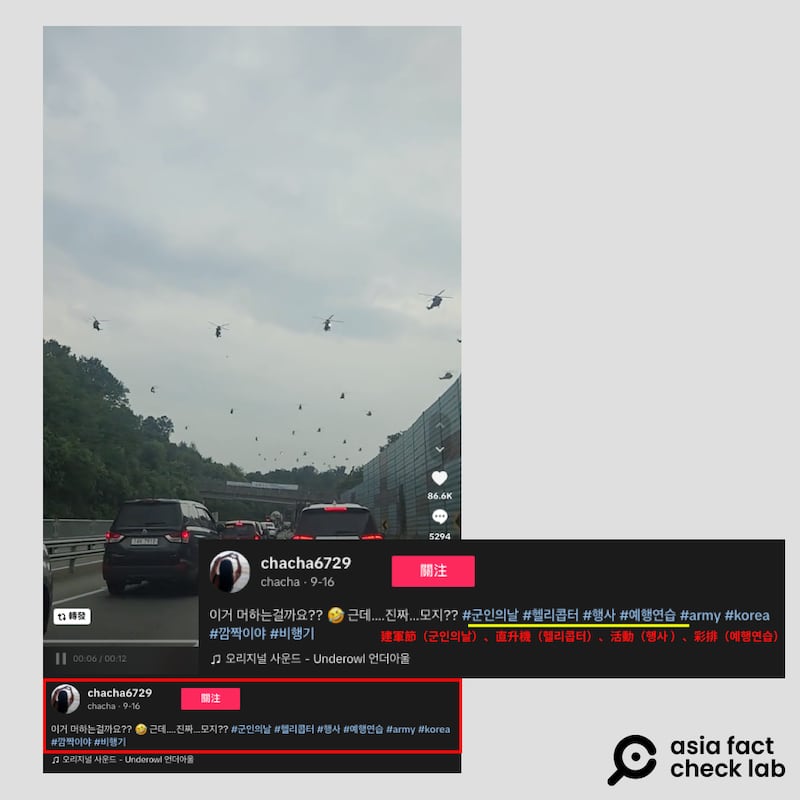 86.6K
5294
轉發
00:06 / 00:12
chacha6729
chacha · 9-16
關注
이거 머하는걸까요?? 🤣 근데....진짜...모지?? #군인의날 #헬리콥터 #행사 #예행연습 #army #korea
#깜짝이야 #비행기
建軍節（군인의날）、直升機（헬리콥터）、活動（행사）、彩排（예행연습）
♫ 오리지널 사운드 - Underowl 언더아울
chacha6729
chacha · 9-16
關注
이거 머하는걸까요?? 🤣 근데....진짜...모지?? #군인의날 #헬리콥터 #행사 #예행연습 #army #korea
#깜짝이야 #비행기
♫ 오리지널 사운드 - Underowl 언더아울
asia fact
check lab